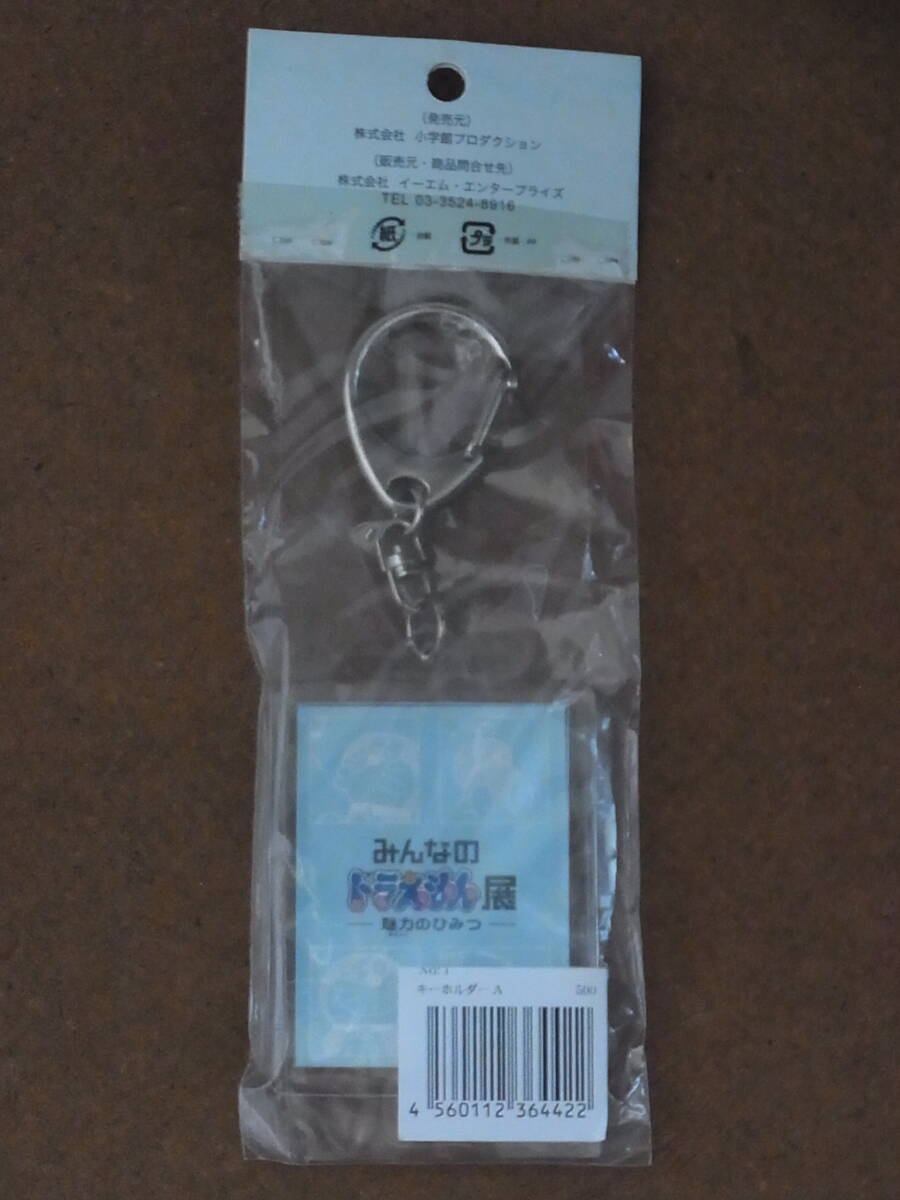 (発売元)
株式会社 小学館プロダクション
(販売元・商品問合せ先)
株式会社 イーエム・エンタープライズ
TEL 03-3524-8916
紙
プラ
みんなの
ドラえもん展
魅力のひみつ
キーホルダー A 500
4 560112 364422